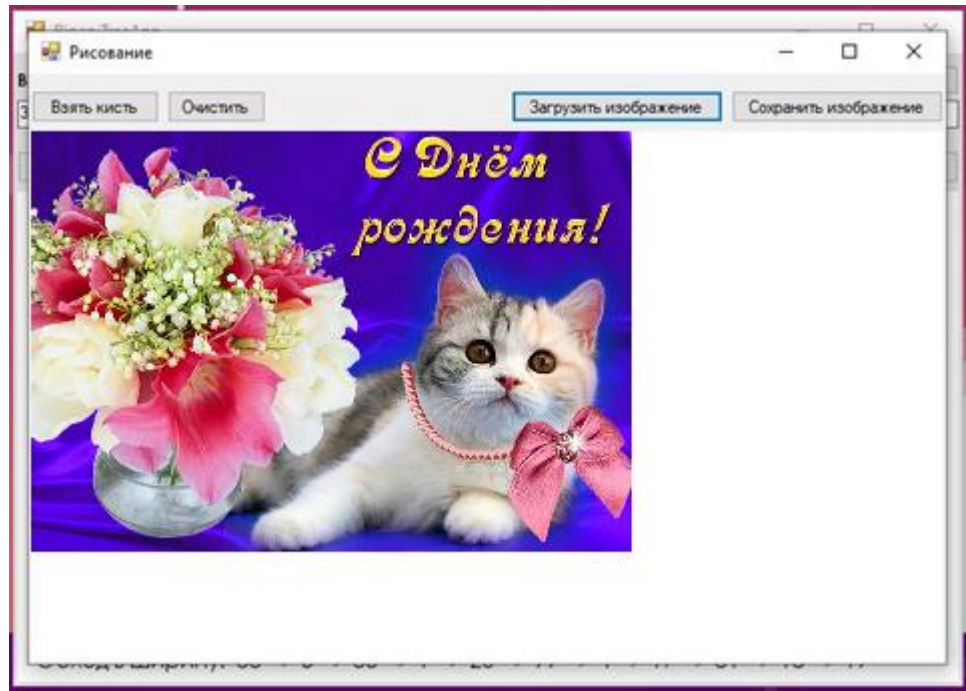 Рисование
Взять кисть
Очистить
Загрузить изображение
Сохранить изображение
С Днём
рождения!